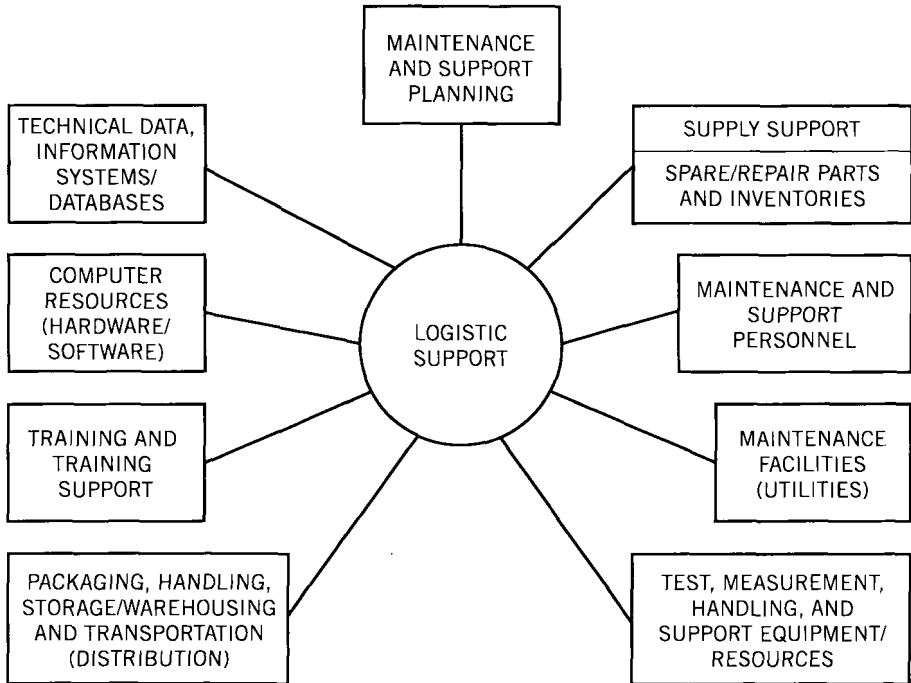 MAINTENANCE
AND SUPPORT
PLANNING
TECHNICAL DATA,
INFORMATION
SYSTEMS/
DATABASES
SUPPLY SUPPORT
SPARE/REPAIR PARTS
AND INVENTORIES
COMPUTER
RESOURCES
(HARDWARE/
SOFTWARE)
LOGISTIC
SUPPORT
MAINTENANCE AND
SUPPORT
PERSONNEL
TRAINING AND
TRAINING
SUPPORT
MAINTENANCE
FACILITIES
(UTILITIES)
PACKAGING, HANDLING,
STORAGE/WAREHOUSING
AND TRANSPORTATION
(DISTRIBUTION)
TEST, MEASUREMENT,
HANDLING, AND
SUPPORT EQUIPMENT/
RESOURCES